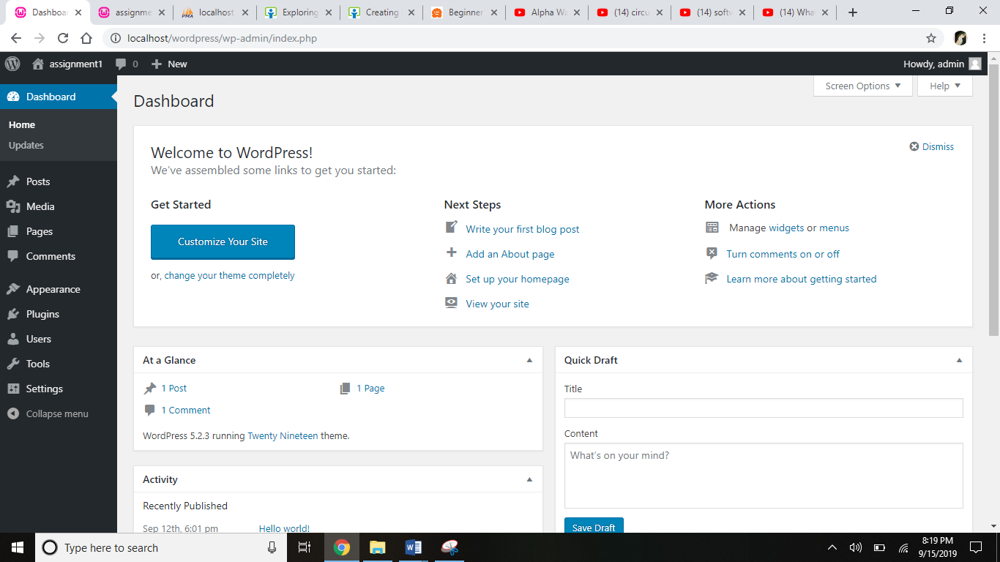 Dashboar
assignme
localhost
Exploring
Creating
Beginner
Alpha Wa
(14) circu
(14) softw
(14) Wha
localhost/wordpress/wp-admin/index.php
assignment1 0 New
Howdy, admin
Dashboard
Home
Updates
Posts
Media
Pages
Comments
Appearance
Plugins
Users
Tools
Settings
Collapse menu
Screen Options
Help
Dashboard
Welcome to WordPress!
Dismiss
We've assembled some links to get you started:
Get Started
Customize Your Site
or, change your theme completely
Next Steps
Write your first blog post
Add an About page
Set up your homepage
View your site
More Actions
Manage widgets or menus
Turn comments on or off
Learn more about getting started
At a Glance
1 Post
1 Page
1 Comment
WordPress 5.2.3 running Twenty Nineteen theme.
Activity
Recently Published
Sep 12th, 6:01 pm Hello world!
Quick Draft
Title
Content
What's on your mind?
Save Draft
Type here to search
8:19 PM
9/15/2019